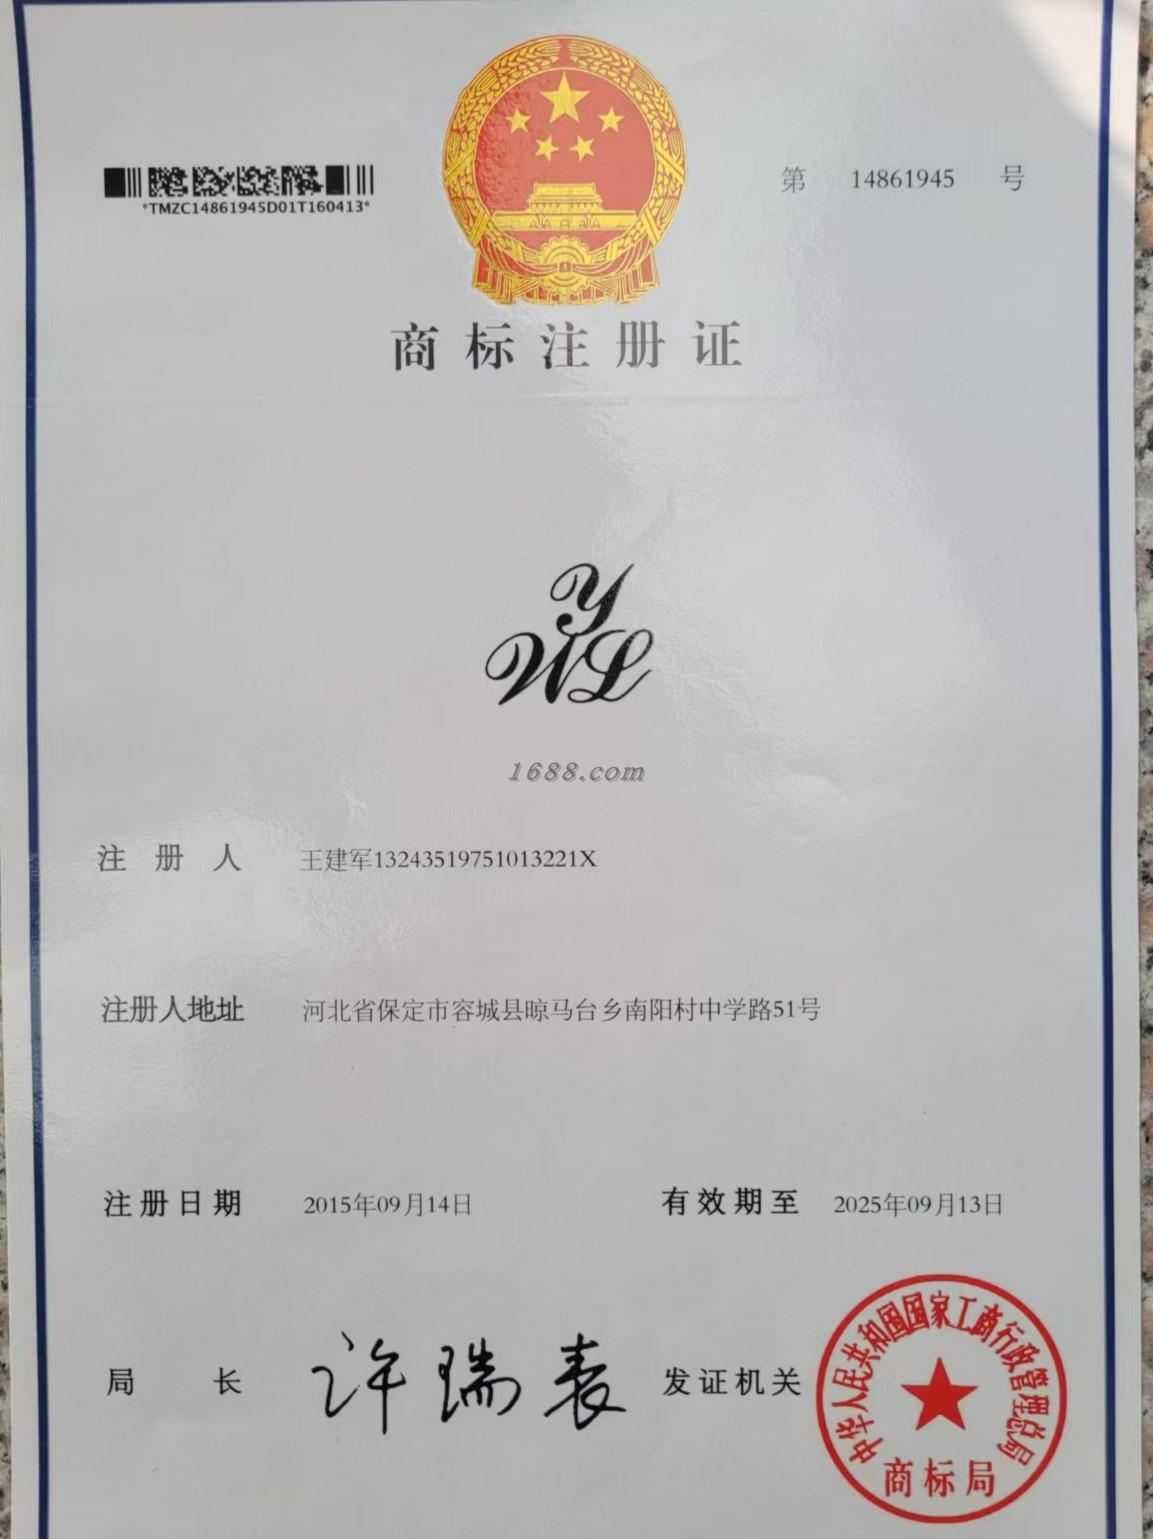 *TMZC14861945D01T160413*
第 14861945 号
商标注册证
Y
WL
1688.com
注册人 王建军13243519751013221X
注册人地址 河北省保定市容城县晾马台乡南阳村中学路51号
注册日期 2015年09月14日 有效期至 2025年09月13日
局长 许瑞表 发证机关
中华人民共和国国家工商行政管理总局
商标局